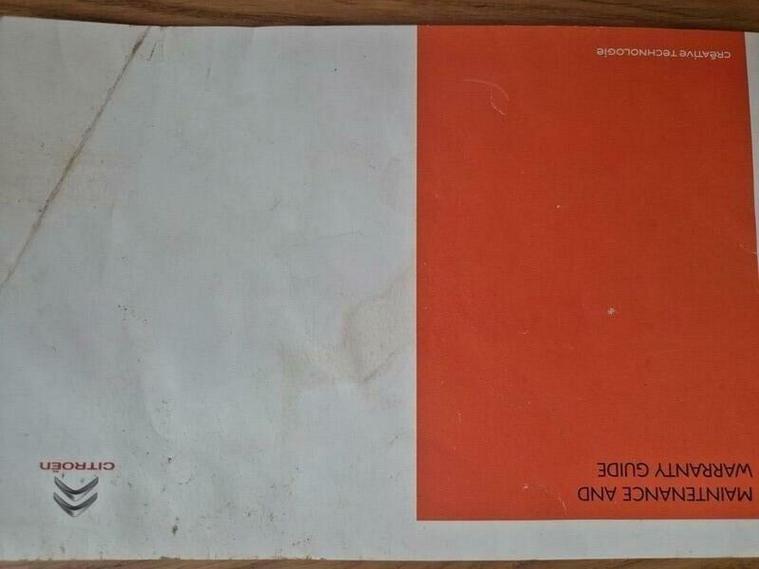 MAINTENANCE AND
WARRANTY GUIDE
CRÉATIVE TECHNOLOGIE
CITROËN